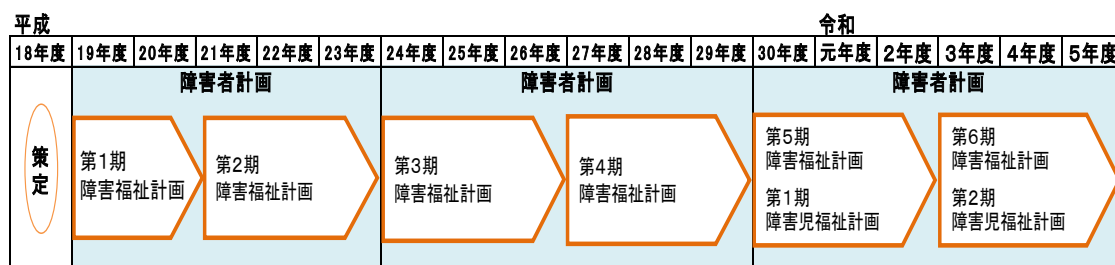 平成 令和
18年度 19年度 20年度 21年度 22年度 23年度 24年度 25年度 26年度 27年度 28年度 29年度 30年度 元年度 2年度 3年度 4年度 5年度
障害者計画 障害者計画 障害者計画
策定
第1期
障害福祉計画
第2期
障害福祉計画
第3期
障害福祉計画
第4期
障害福祉計画
第5期
障害福祉計画
第1期
障害児福祉計画
第6期
障害福祉計画
第2期
障害児福祉計画